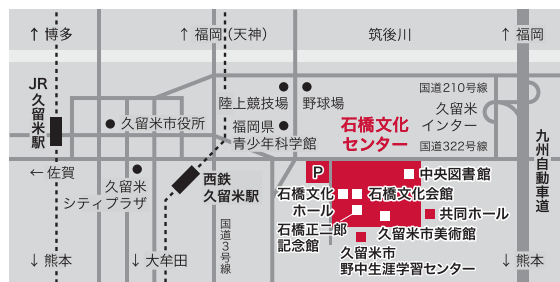 ↑ 博多
↑ 福岡（天神）
筑後川
↑ 福岡
国道210号線
JR
久留米駅
陸上競技場
野球場
久留米
インター
久留米市役所
福岡県
青少年科学館
石橋文化
センター
国道322号線
九州自動車道
← 佐賀
P
中央図書館
久留米
シティプラザ
西鉄
久留米駅
石橋文化
ホール
石橋文化会館
共同ホール
石橋正二郎
記念館
久留米市美術館
国道3号線
久留米市
野中生涯学習センター
↓ 熊本
↓ 大牟田
↓ 熊本